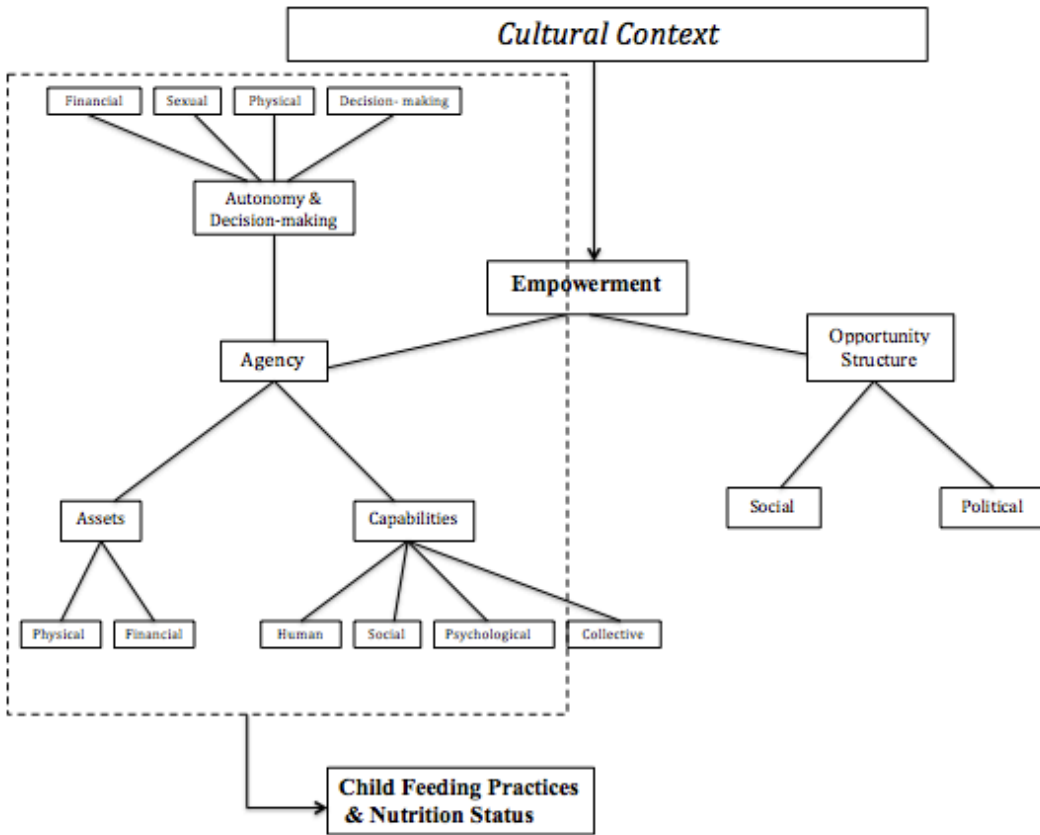 Cultural Context
Financial
Sexual
Physical
Decision- making
Autonomy &
Decision-making
Empowerment
Agency
Opportunity
Structure
Assets
Capabilities
Social
Political
Physical
Financial
Human
Social
Psychological
Collective
Child Feeding Practices
& Nutrition Status